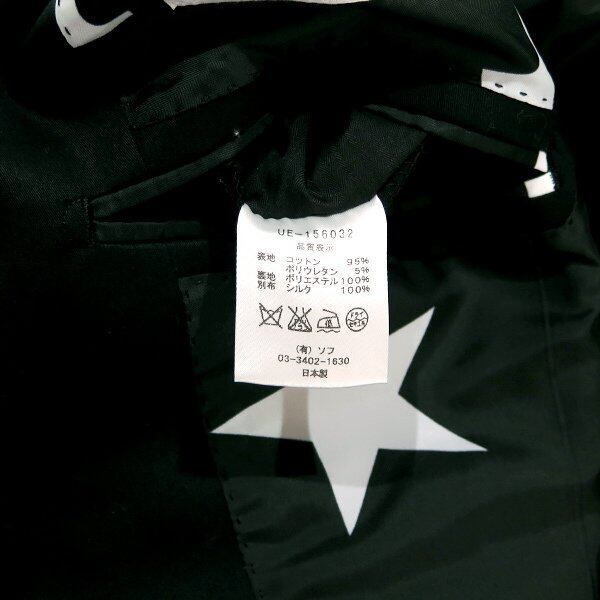 UE-156032
品質表示
表地 コットン 95%
ポリウレタン 5%
裏地 ポリエステル 100%
別布 シルク 100%
(有) ソフ
03-3402-1630
日本製